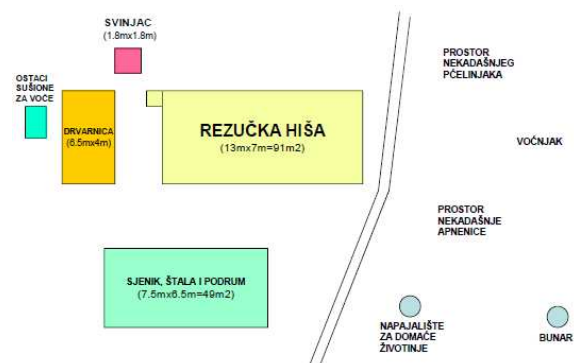 SVINJAC
(1.8mx1.8m)
PROSTOR
NEKADAŠNJEG
PČELINJAKA
OSTACI
SUŠIONE
ZA VOĆE
DRVARNICA
(6.5mx4m)
REZUČKA HIŠA
(13mx7m=91m2)
VOĆNJAK
PROSTOR
NEKADAŠNJE
APNENICE
SJENIK, ŠTALA I PODRUM
(7.5mx6.5m=49m2)
NAPAJALIŠTE
ZA DOMAĆE
ŽIVOTINJE
BUNAR